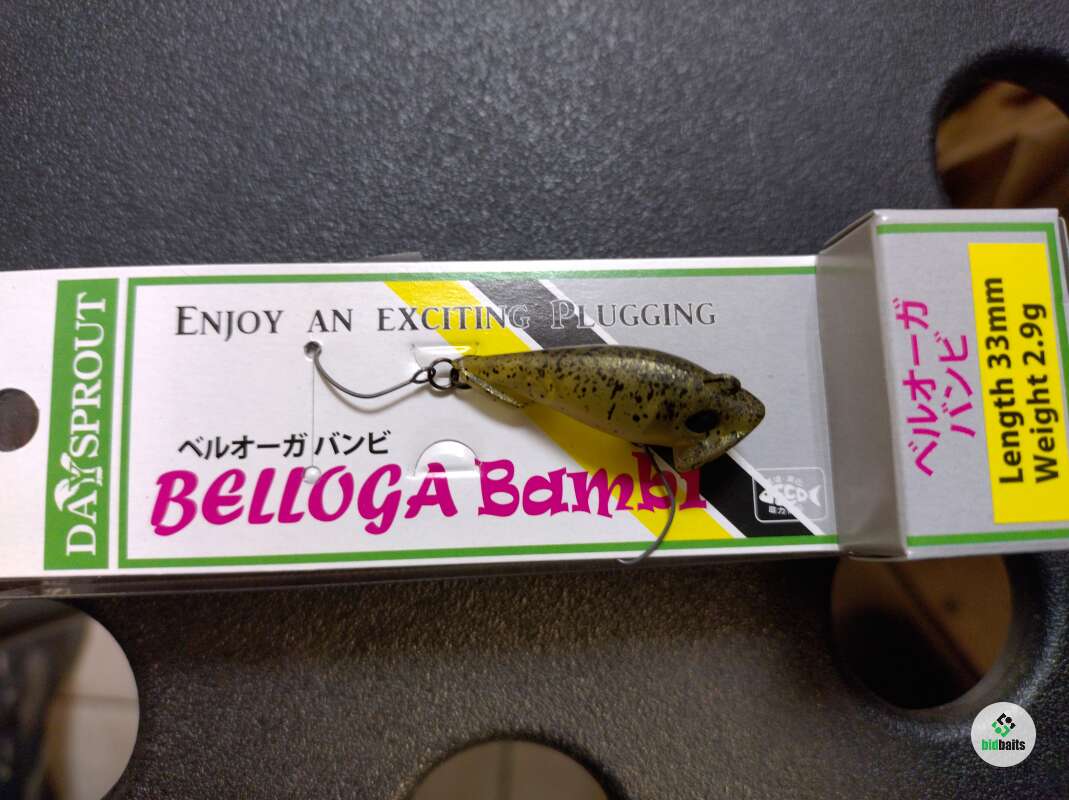 DAYSPROUT
ENJOY AN EXCITING PLUGGING
ベルオーガ バンビ
BELLOGA Bambi
ベルオーガ
バンビ
Length 33mm
Weight 2.9g
bidbaits